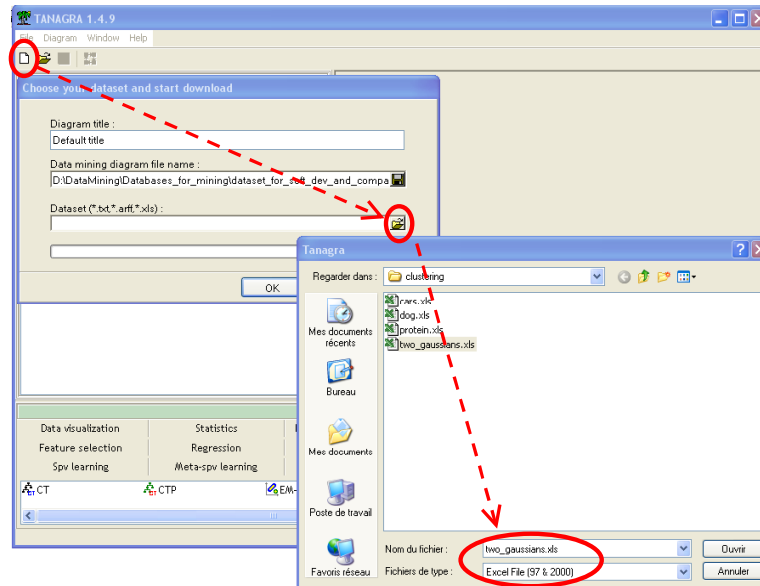 TANAGRA 1.4.9
File Diagram Window Help
Choose your dataset and start download
Diagram title :
Default title
Data mining diagram file name :
D:\DataMining\Databases_for_mining\dataset_for_soft_dev_and_compa
Dataset (*.txt,*.arff,*.xls) :
OK
Tanagra
Regarder dans : clustering
cars.xls
dog.xls
protein.xls
two_gaussians.xls
Mes documents récents
Bureau
Mes documents
Poste de travail
Favoris réseau
Nom du fichier : two_gaussians.xls Ouvrir
Fichiers de type : Excel File (97 & 2000) Annuler
Data visualization Statistics
Feature selection Regression
Spv learning Meta-spv learning
CT CTP EM-